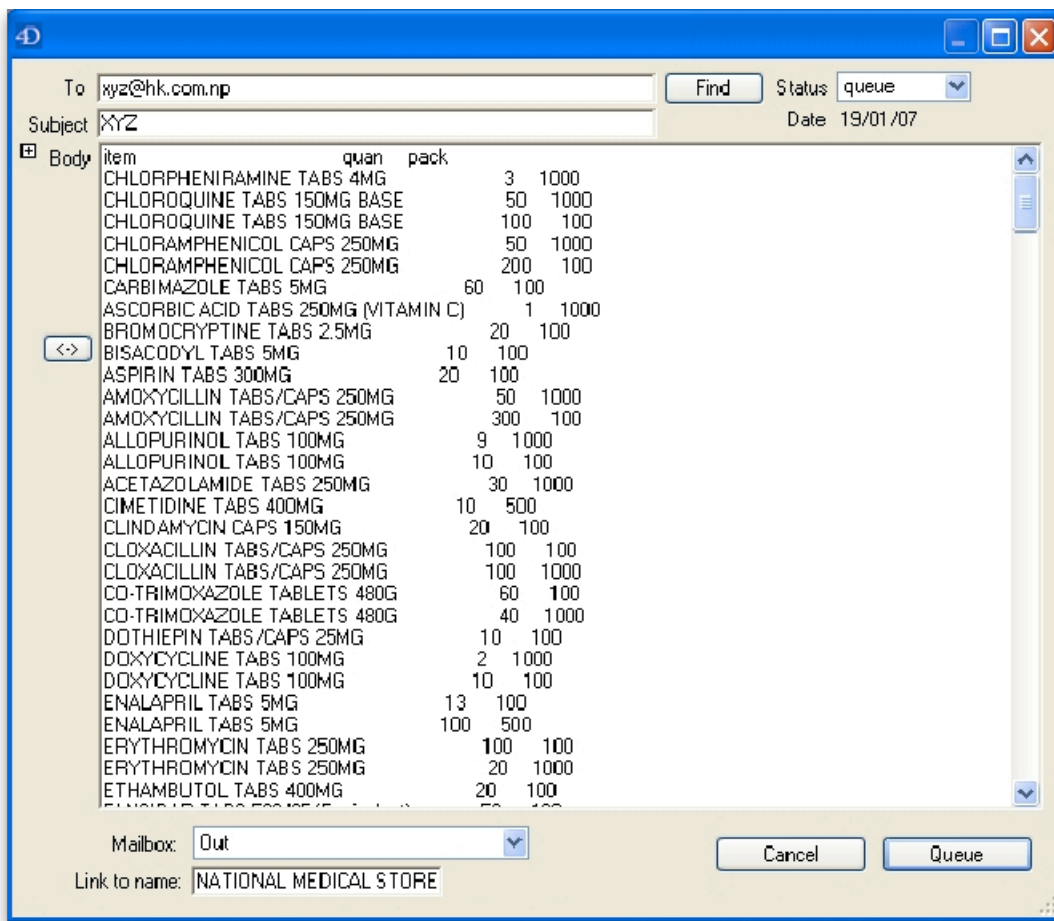 4D
To xyz@hk.com.np Find Status queue
Subject XYZ Date 19/01/07
Body item quan pack
CHLORPHENIRAMINE TABS 4MG 3 1000
CHLOROQUINE TABS 150MG BASE 50 1000
CHLOROQUINE TABS 150MG BASE 100 100
CHLORAMPHENICOL CAPS 250MG 50 1000
CHLORAMPHENICOL CAPS 250MG 200 100
CARBIMAZOLE TABS 5MG 60 100
ASCORBIC ACID TABS 250MG (VITAMIN C) 1 1000
BROMOCRYPTINE TABS 2.5MG 20 100
<-> BISACODYL TABS 5MG 10 100
ASPIRIN TABS 300MG 20 100
AMOXYCILLIN TABS/CAPS 250MG 50 1000
AMOXYCILLIN TABS/CAPS 250MG 300 100
ALLOPURINOL TABS 100MG 9 1000
ALLOPURINOL TABS 100MG 10 100
ACETAZOLAMIDE TABS 250MG 30 1000
CIMETIDINE TABS 400MG 10 500
CLINDAMYCIN CAPS 150MG 20 100
CLOXACILLIN TABS/CAPS 250MG 100 100
CLOXACILLIN TABS/CAPS 250MG 100 1000
CO-TRIMOXAZOLE TABLETS 480G 60 100
CO-TRIMOXAZOLE TABLETS 480G 40 1000
DOTHIEPIN TABS/CAPS 25MG 10 100
DOXYCYCLINE TABS 100MG 2 1000
DOXYCYCLINE TABS 100MG 10 100
ENALAPRIL TABS 5MG 13 100
ENALAPRIL TABS 5MG 100 500
ERYTHROMYCIN TABS 250MG 100 100
ERYTHROMYCIN TABS 250MG 20 1000
ETHAMBUTOL TABS 400MG 20 100
Mailbox: Out Cancel Queue
Link to name: NATIONAL MEDICAL STORE